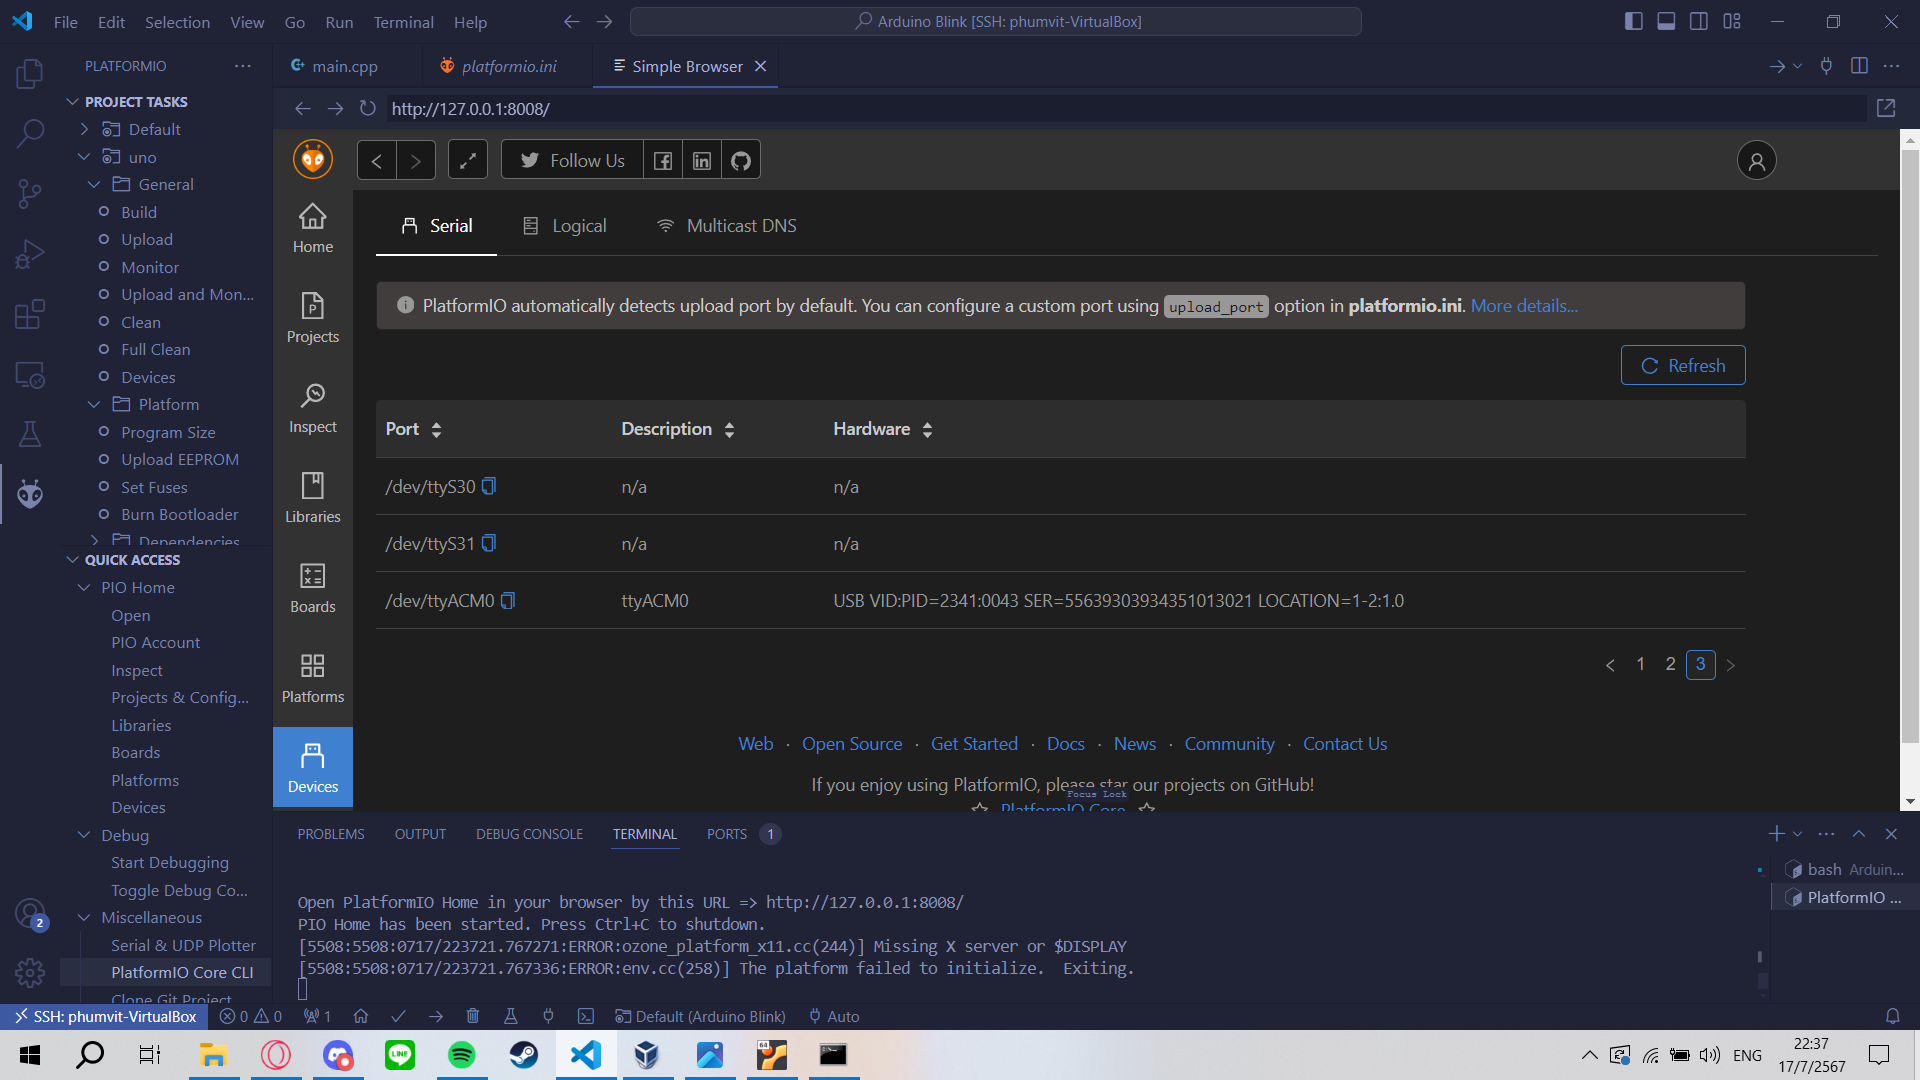 File Edit Selection View Go Run Terminal Help
Arduino Blink [SSH: phumvit-VirtualBox]
PLATFORMIO
main.cpp
platformio.ini
Simple Browser
http://127.0.0.1:8008/
PROJECT TASKS
Default
uno
General
Build
Upload
Monitor
Upload and Mon...
Clean
Full Clean
Devices
Platform
Program Size
Upload EEPROM
Set Fuses
Burn Bootloader
Dependencies
QUICK ACCESS
PIO Home
Open
PIO Account
Inspect
Projects & Config...
Libraries
Boards
Platforms
Devices
Debug
Start Debugging
Toggle Debug Co...
Miscellaneous
Serial & UDP Plotter
PlatformIO Core CLI
Clone Git Project
2
Follow Us
Home
Projects
Inspect
Libraries
Boards
Platforms
Devices
Serial
Logical
Multicast DNS
PlatformIO automatically detects upload port by default. You can configure a custom port using upload_port option in platformio.ini. More details...
Refresh
Port Description Hardware
/dev/ttyS30 n/a n/a
/dev/ttyS31 n/a n/a
/dev/ttyACM0 ttyACM0 USB VID:PID=2341:0043 SER=55639303934351013021 LOCATION=1-2:1.0
1 2 3
Web · Open Source · Get Started · Docs · News · Community · Contact Us
If you enjoy using PlatformIO, please star our projects on GitHub!
Focus Lock
PlatformIO Core
PROBLEMS OUTPUT DEBUG CONSOLE TERMINAL PORTS 1
Open PlatformIO Home in your browser by this URL => http://127.0.0.1:8008/
PIO Home has been started. Press Ctrl+C to shutdown.
[5508:5508:0717/223721.767271:ERROR:ozone_platform_x11.cc(244)] Missing X server or $DISPLAY
[5508:5508:0717/223721.767336:ERROR:env.cc(258)] The platform failed to initialize. Exiting.
bash Arduin...
PlatformIO ...
SSH: phumvit-VirtualBox 0 0 1 Default (Arduino Blink) Auto
LINE
64
ENG
22:37
17/7/2567